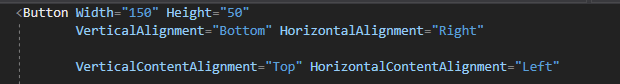 <Button Width="150" Height="50"
VerticalAlignment="Bottom" HorizontalAlignment="Right"
VerticalContentAlignment="Top" HorizontalContentAlignment="Left"